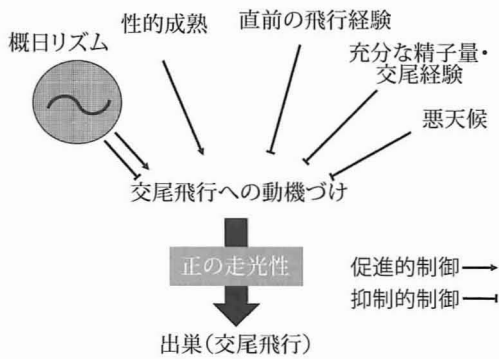 概日リズム
性的成熟
直前の飛行経験
充分な精子量・
交尾経験
悪天候
交尾飛行への動機づけ
正の走光性
出巣(交尾飛行)
促進的制御
抑制的制御